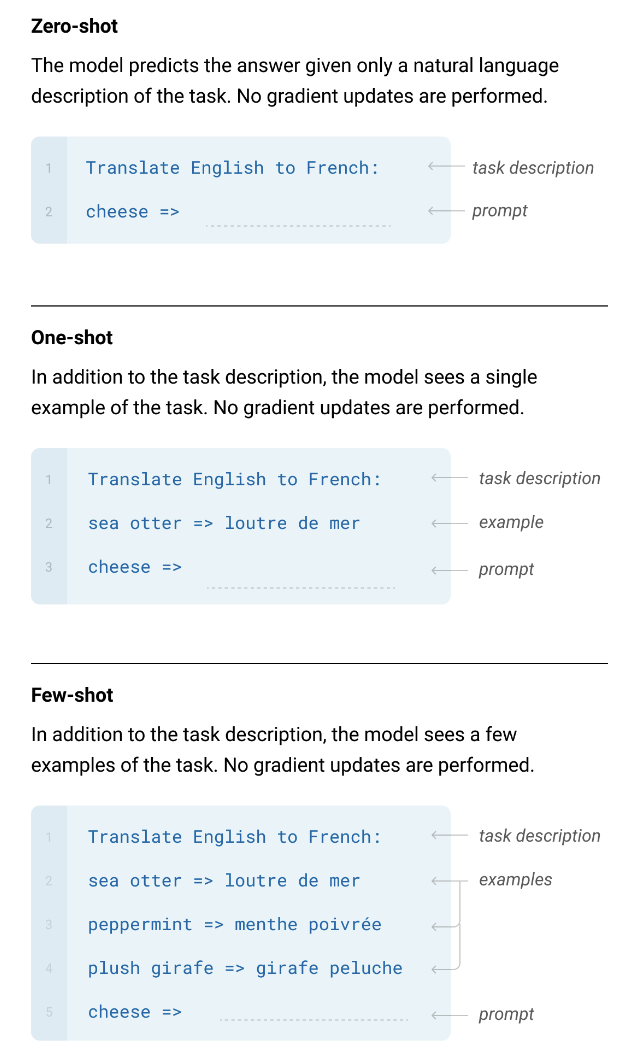 Zero-shot
The model predicts the answer given only a natural language
description of the task. No gradient updates are performed.
1 Translate English to French: task description
2 cheese => prompt
One-shot
In addition to the task description, the model sees a single
example of the task. No gradient updates are performed.
1 Translate English to French: task description
2 sea otter => loutre de mer example
3 cheese => prompt
Few-shot
In addition to the task description, the model sees a few
examples of the task. No gradient updates are performed.
1 Translate English to French: task description
2 sea otter => loutre de mer examples
3 peppermint => menthe poivrée
4 plush girafe => girafe peluche
5 cheese => prompt